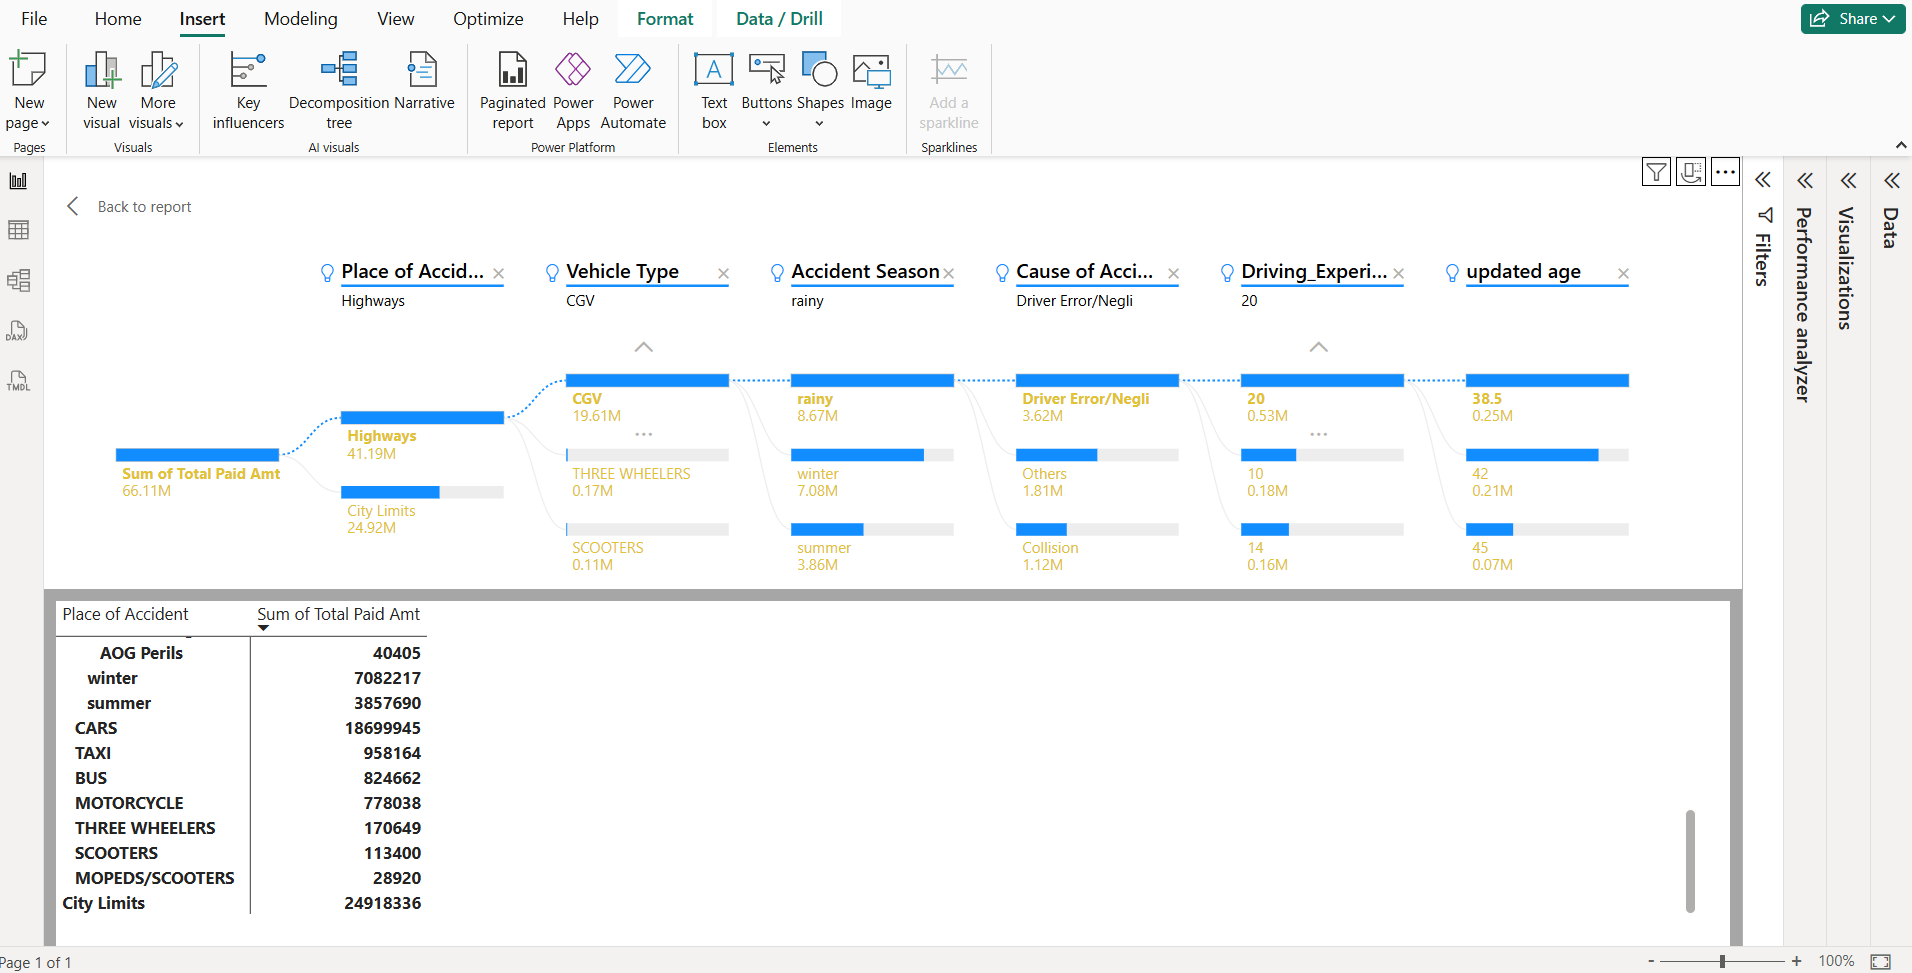 File Home Insert Modeling View Optimize Help Format Data / Drill Share
New page New visual More visuals Key influencers Decomposition tree Narrative Paginated report Power Apps Power Automate Text box Buttons Shapes Image Add a sparkline
Pages Visuals AI visuals Power Platform Elements Sparklines
DAX
TMDL
Back to report
Filters
Performance analyzer
Visualizations
Data
Place of Accid... Vehicle Type Accident Season Cause of Acci... Driving_Experi... updated age
Highways CGV rainy Driver Error/Negli 20
Sum of Total Paid Amt
66.11M
Highways
41.19M
City Limits
24.92M
CGV
19.61M
...
THREE WHEELERS
0.17M
SCOOTERS
0.11M
rainy
8.67M
winter
7.08M
summer
3.86M
Driver Error/Negli
3.62M
Others
1.81M
Collision
1.12M
20
0.53M
...
10
0.18M
14
0.16M
38.5
0.25M
42
0.21M
45
0.07M
Place of Accident Sum of Total Paid Amt
AOG Perils 40405
winter 7082217
summer 3857690
CARS 18699945
TAXI 958164
BUS 824662
MOTORCYCLE 778038
THREE WHEELERS 170649
SCOOTERS 113400
MOPEDS/SCOOTERS 28920
City Limits 24918336
Page 1 of 1 - + 100%